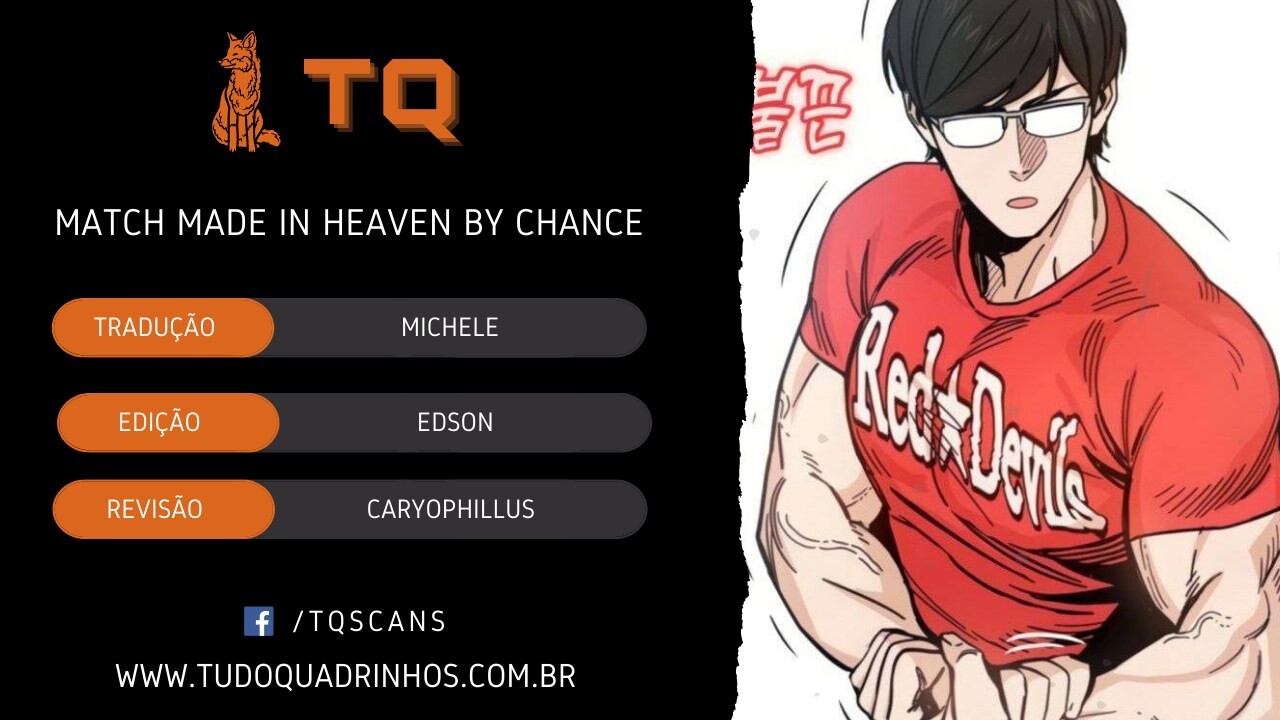 TQ
MATCH MADE IN HEAVEN BY CHANCE
TRADUÇÃO MICHELE
EDIÇÃO EDSON
REVISÃO CARYOPHILLUS
/TQSCANS
WWW.TUDOQUADRINHOS.COM.BR
Red★Devils